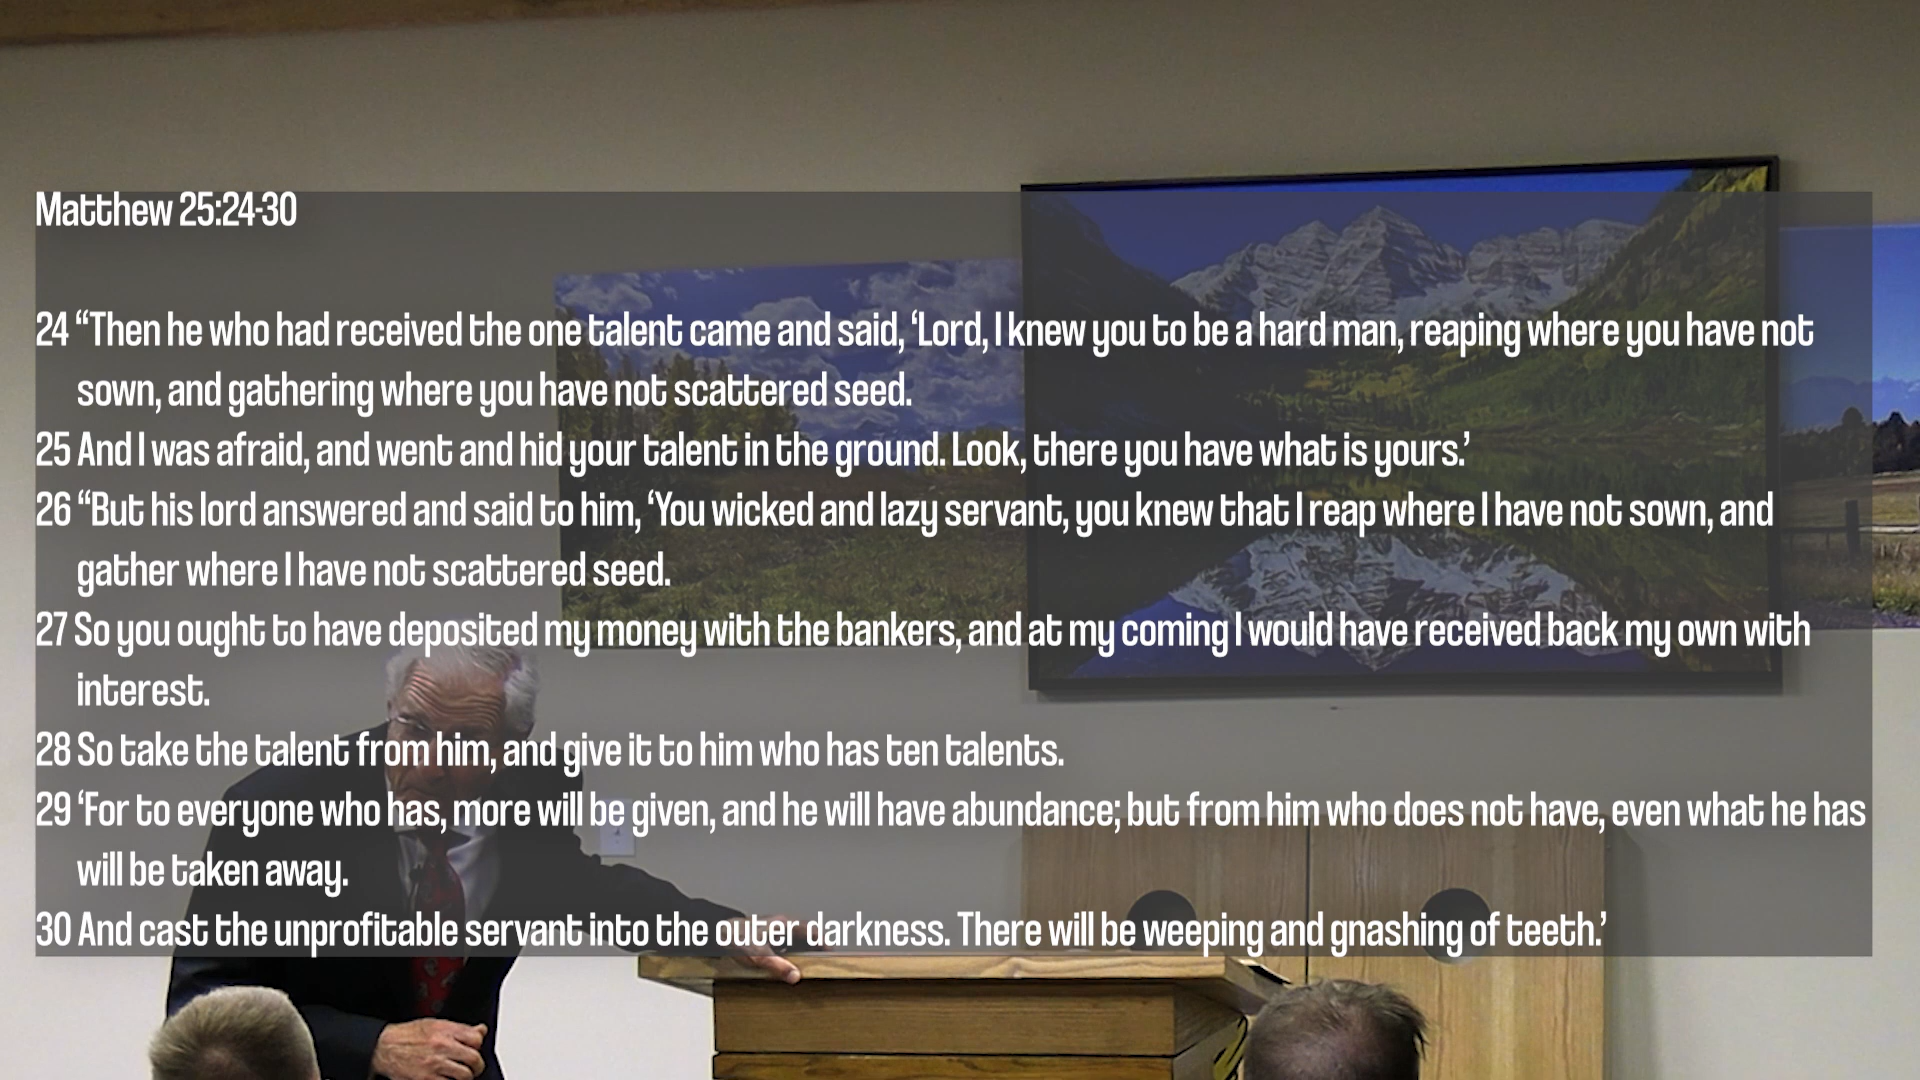 Matthew 25:24-30
24 “Then he who had received the one talent came and said, ‘Lord, I knew you to be a hard man, reaping where you have not
sown, and gathering where you have not scattered seed.
25 And I was afraid, and went and hid your talent in the ground. Look, there you have what is yours.’
26 “But his lord answered and said to him, ‘You wicked and lazy servant, you knew that I reap where I have not sown, and
gather where I have not scattered seed.
27 So you ought to have deposited my money with the bankers, and at my coming I would have received back my own with
interest.
28 So take the talent from him, and give it to him who has ten talents.
29 ‘For to everyone who has, more will be given, and he will have abundance; but from him who does not have, even what he has
will be taken away.
30 And cast the unprofitable servant into the outer darkness. There will be weeping and gnashing of teeth.’